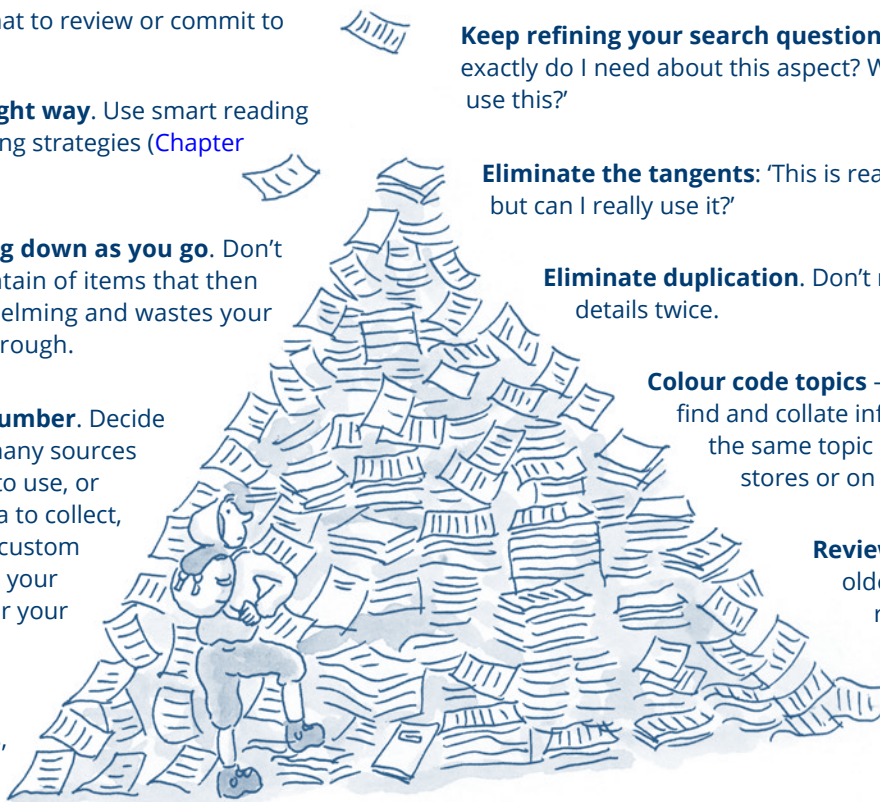 at to review or commit to
ght way. Use smart reading
ng strategies (Chapter
g down as you go. Don't
ntain of items that then
elming and wastes your
rough.
umber. Decide
many sources
to use, or
a to collect,
custom
your
r your
,
Keep refining your search question
exactly do I need about this aspect? W
use this?'
Eliminate the tangents: 'This is rea
but can I really use it?'
Eliminate duplication. Don't r
details twice.
Colour code topics –
find and collate inf
the same topic
stores or on
Review
olde
r